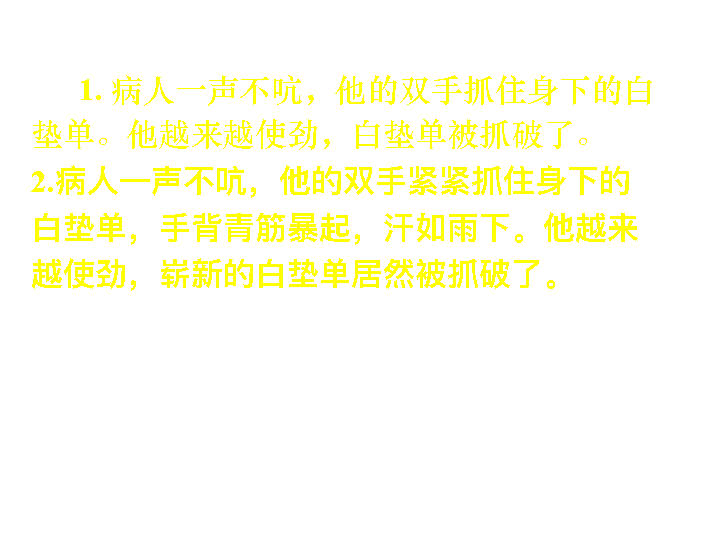 1. 病人一声不吭，他的双手抓住身下的白
垫单。他越来越使劲，白垫单被抓破了。
2.病人一声不吭，他的双手紧紧抓住身下的
白垫单，手背青筋暴起，汗如雨下。他越来
越使劲，崭新的白垫单居然被抓破了。